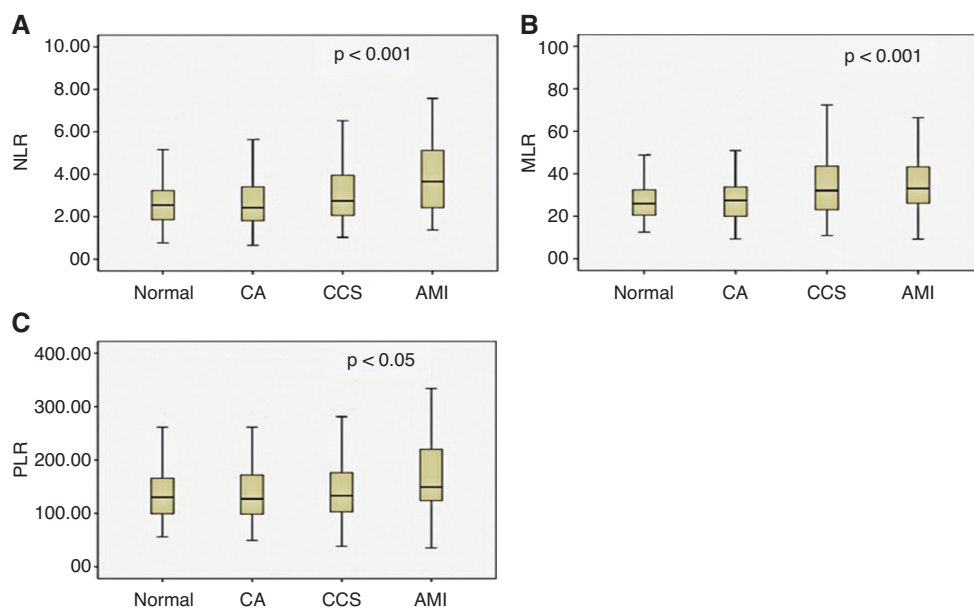 A
10.00
8.00
6.00
4.00
2.00
00
NLR
p < 0.001
Normal CA CCS AMI
B
100
80
60
40
20
00
MLR
p < 0.001
Normal CA CCS AMI
C
400.00
300.00
200.00
100.00
00
PLR
p < 0.05
Normal CA CCS AMI